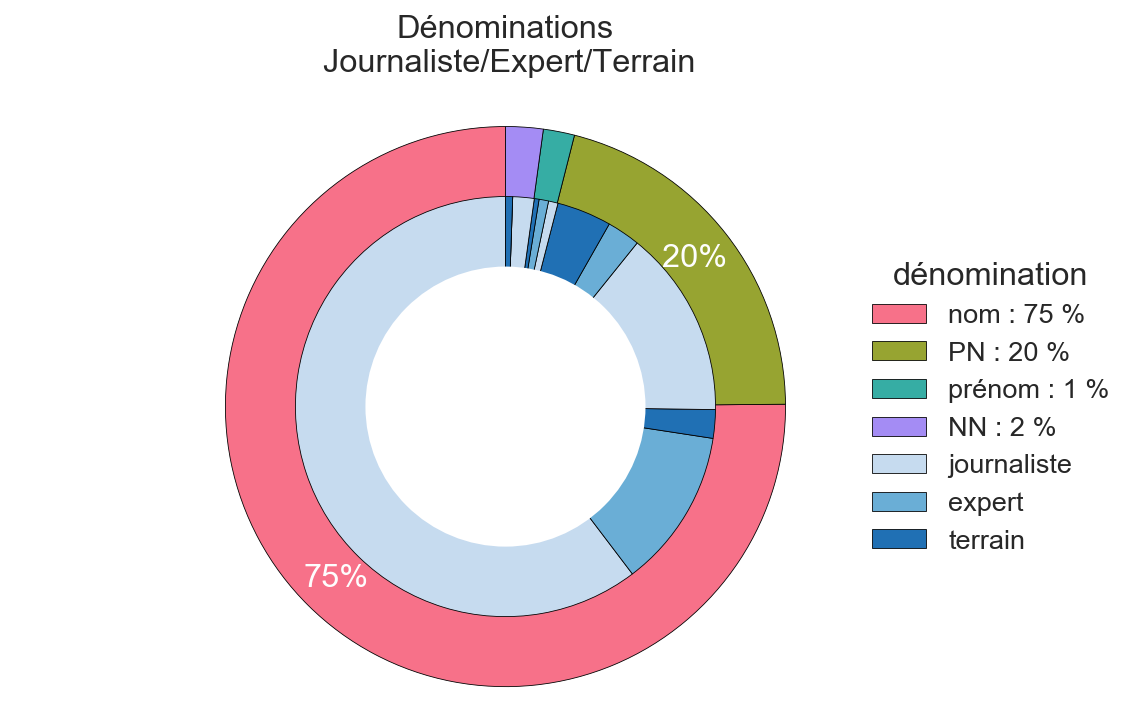 Dénominations
Journaliste/Expert/Terrain
20%
75%
dénomination
nom : 75 %
PN : 20 %
prénom : 1 %
NN : 2 %
journaliste
expert
terrain